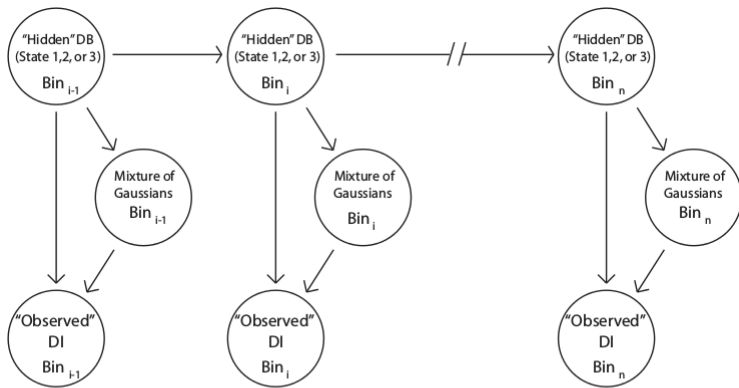 “Hidden” DB
(State 1,2, or 3)
Bin i-1
“Hidden” DB
(State 1,2, or 3)
Bin i
“Hidden” DB
(State 1,2, or 3)
Bin n
Mixture of
Gaussians
Bin i-1
Mixture of
Gaussians
Bin i
Mixture of
Gaussians
Bin n
“Observed”
DI
Bin i-1
“Observed”
DI
Bin i
“Observed”
DI
Bin n